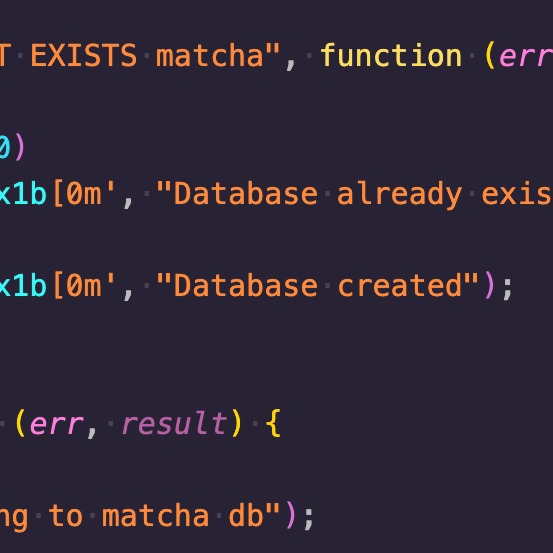 T EXISTS matcha", function (err
0)
x1b[0m', "Database already exis
x1b[0m', "Database created");
(err, result) {
ng to matcha db");